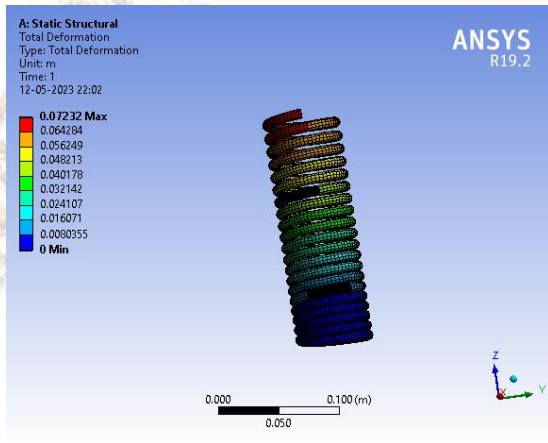 A: Static Structural
Total Deformation
Type: Total Deformation
Unit: m
Time: 1
12-05-2023 22:02
ANSYS
R19.2
0.07232 Max
0.064284
0.056249
0.048213
0.040178
0.032142
0.024107
0.016071
0.0080355
0 Min
0.000
0.100 (m)
0.050
Z
X
Y